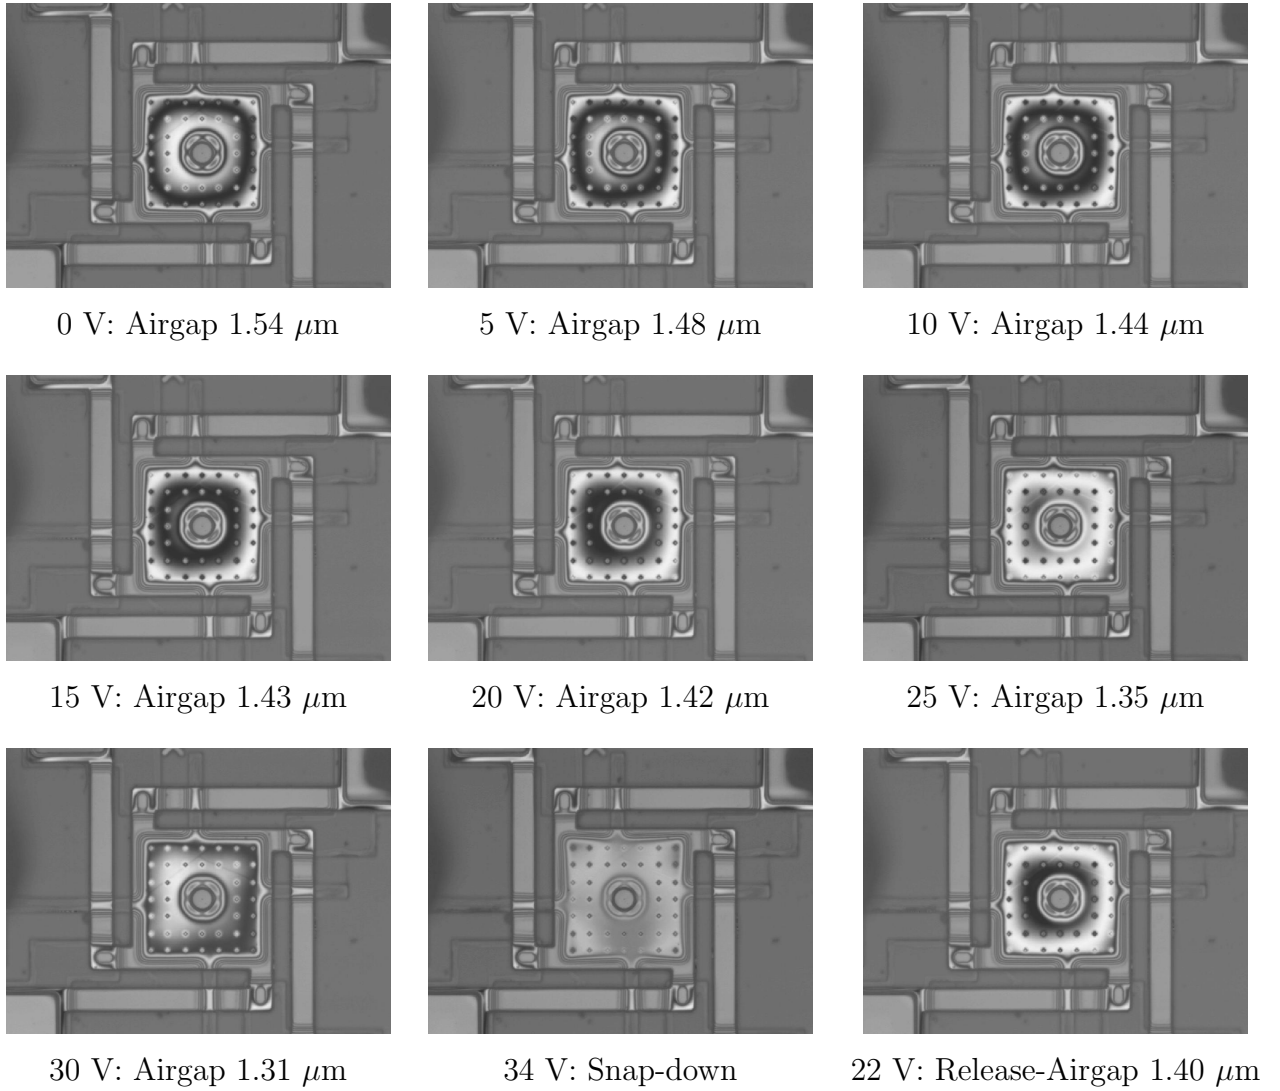 0 V: Airgap 1.54 μm
5 V: Airgap 1.48 μm
10 V: Airgap 1.44 μm
15 V: Airgap 1.43 μm
20 V: Airgap 1.42 μm
25 V: Airgap 1.35 μm
30 V: Airgap 1.31 μm
34 V: Snap-down
22 V: Release-Airgap 1.40 μm